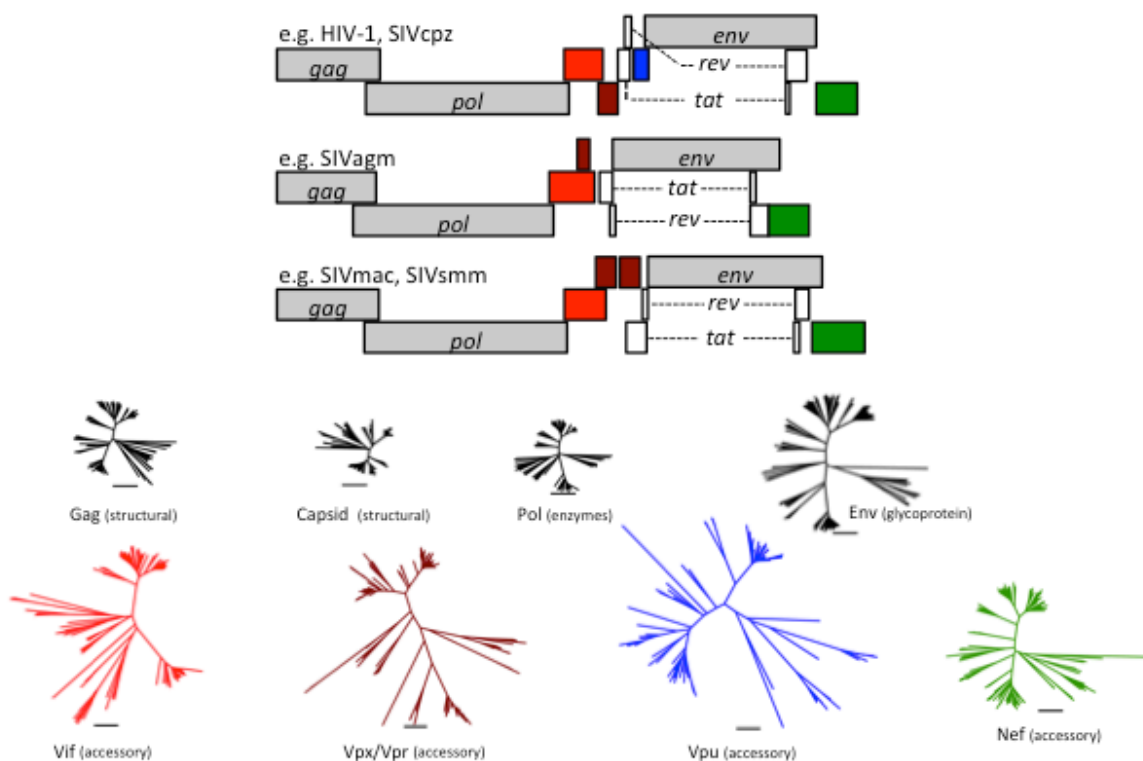 e.g. HIV-1, SIVcpz
env
gag
rev
pol
tat
e.g. SIVagm
env
gag
tat
pol
rev
e.g. SIVmac, SIVsmm
env
gag
rev
pol
tat
Gag (structural)
Capsid (structural)
Pol (enzymes)
Env (glycoprotein)
Vif (accessory)
Vpx/Vpr (accessory)
Vpu (accessory)
Nef (accessory)